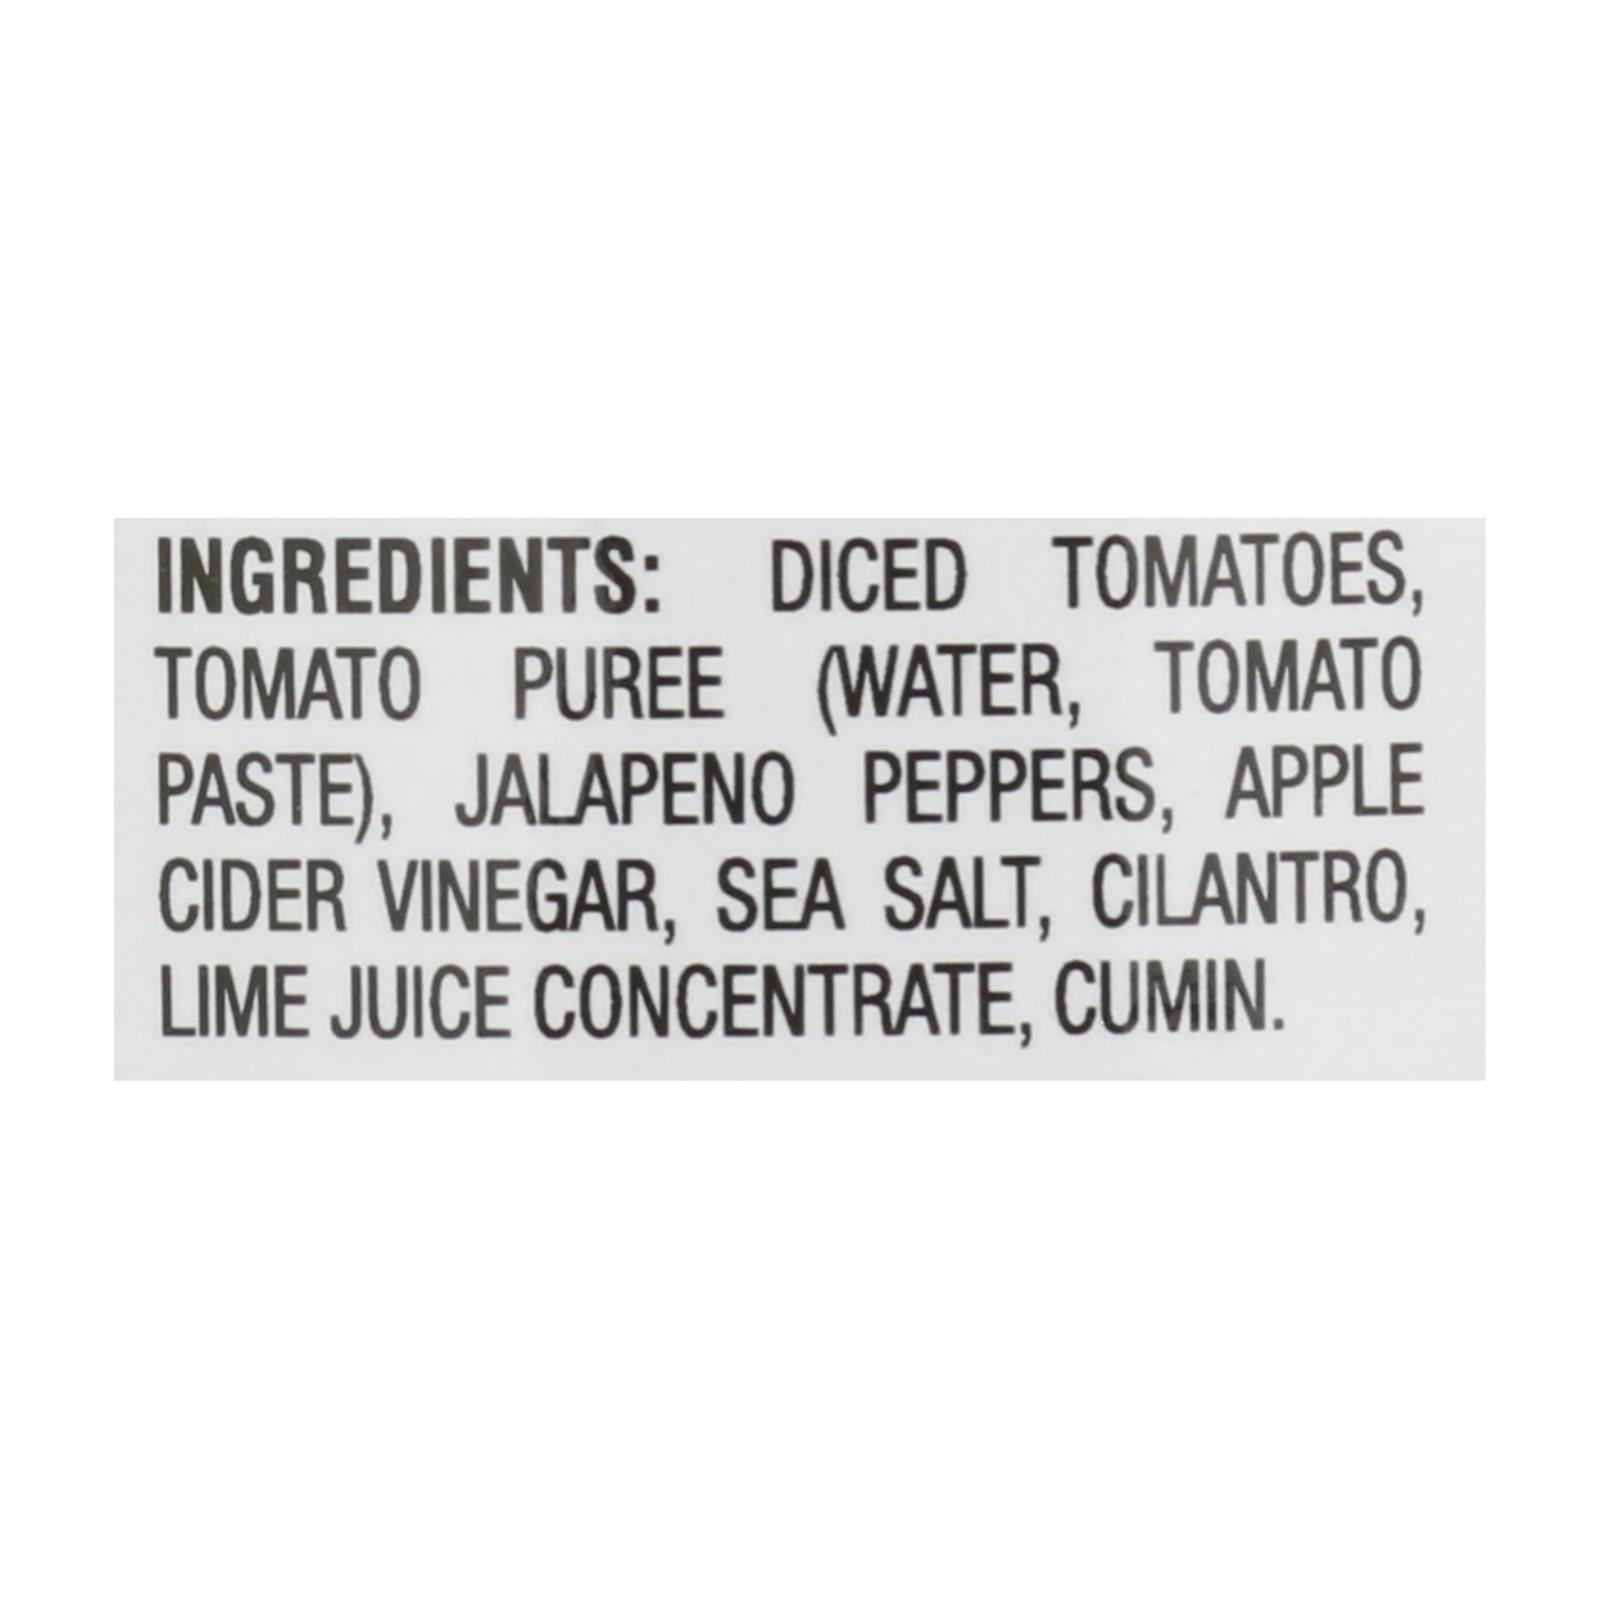 INGREDIENTS: DICED TOMATOES,
TOMATO PUREE (WATER, TOMATO
PASTE), JALAPENO PEPPERS, APPLE
CIDER VINEGAR, SEA SALT, CILANTRO,
LIME JUICE CONCENTRATE, CUMIN.